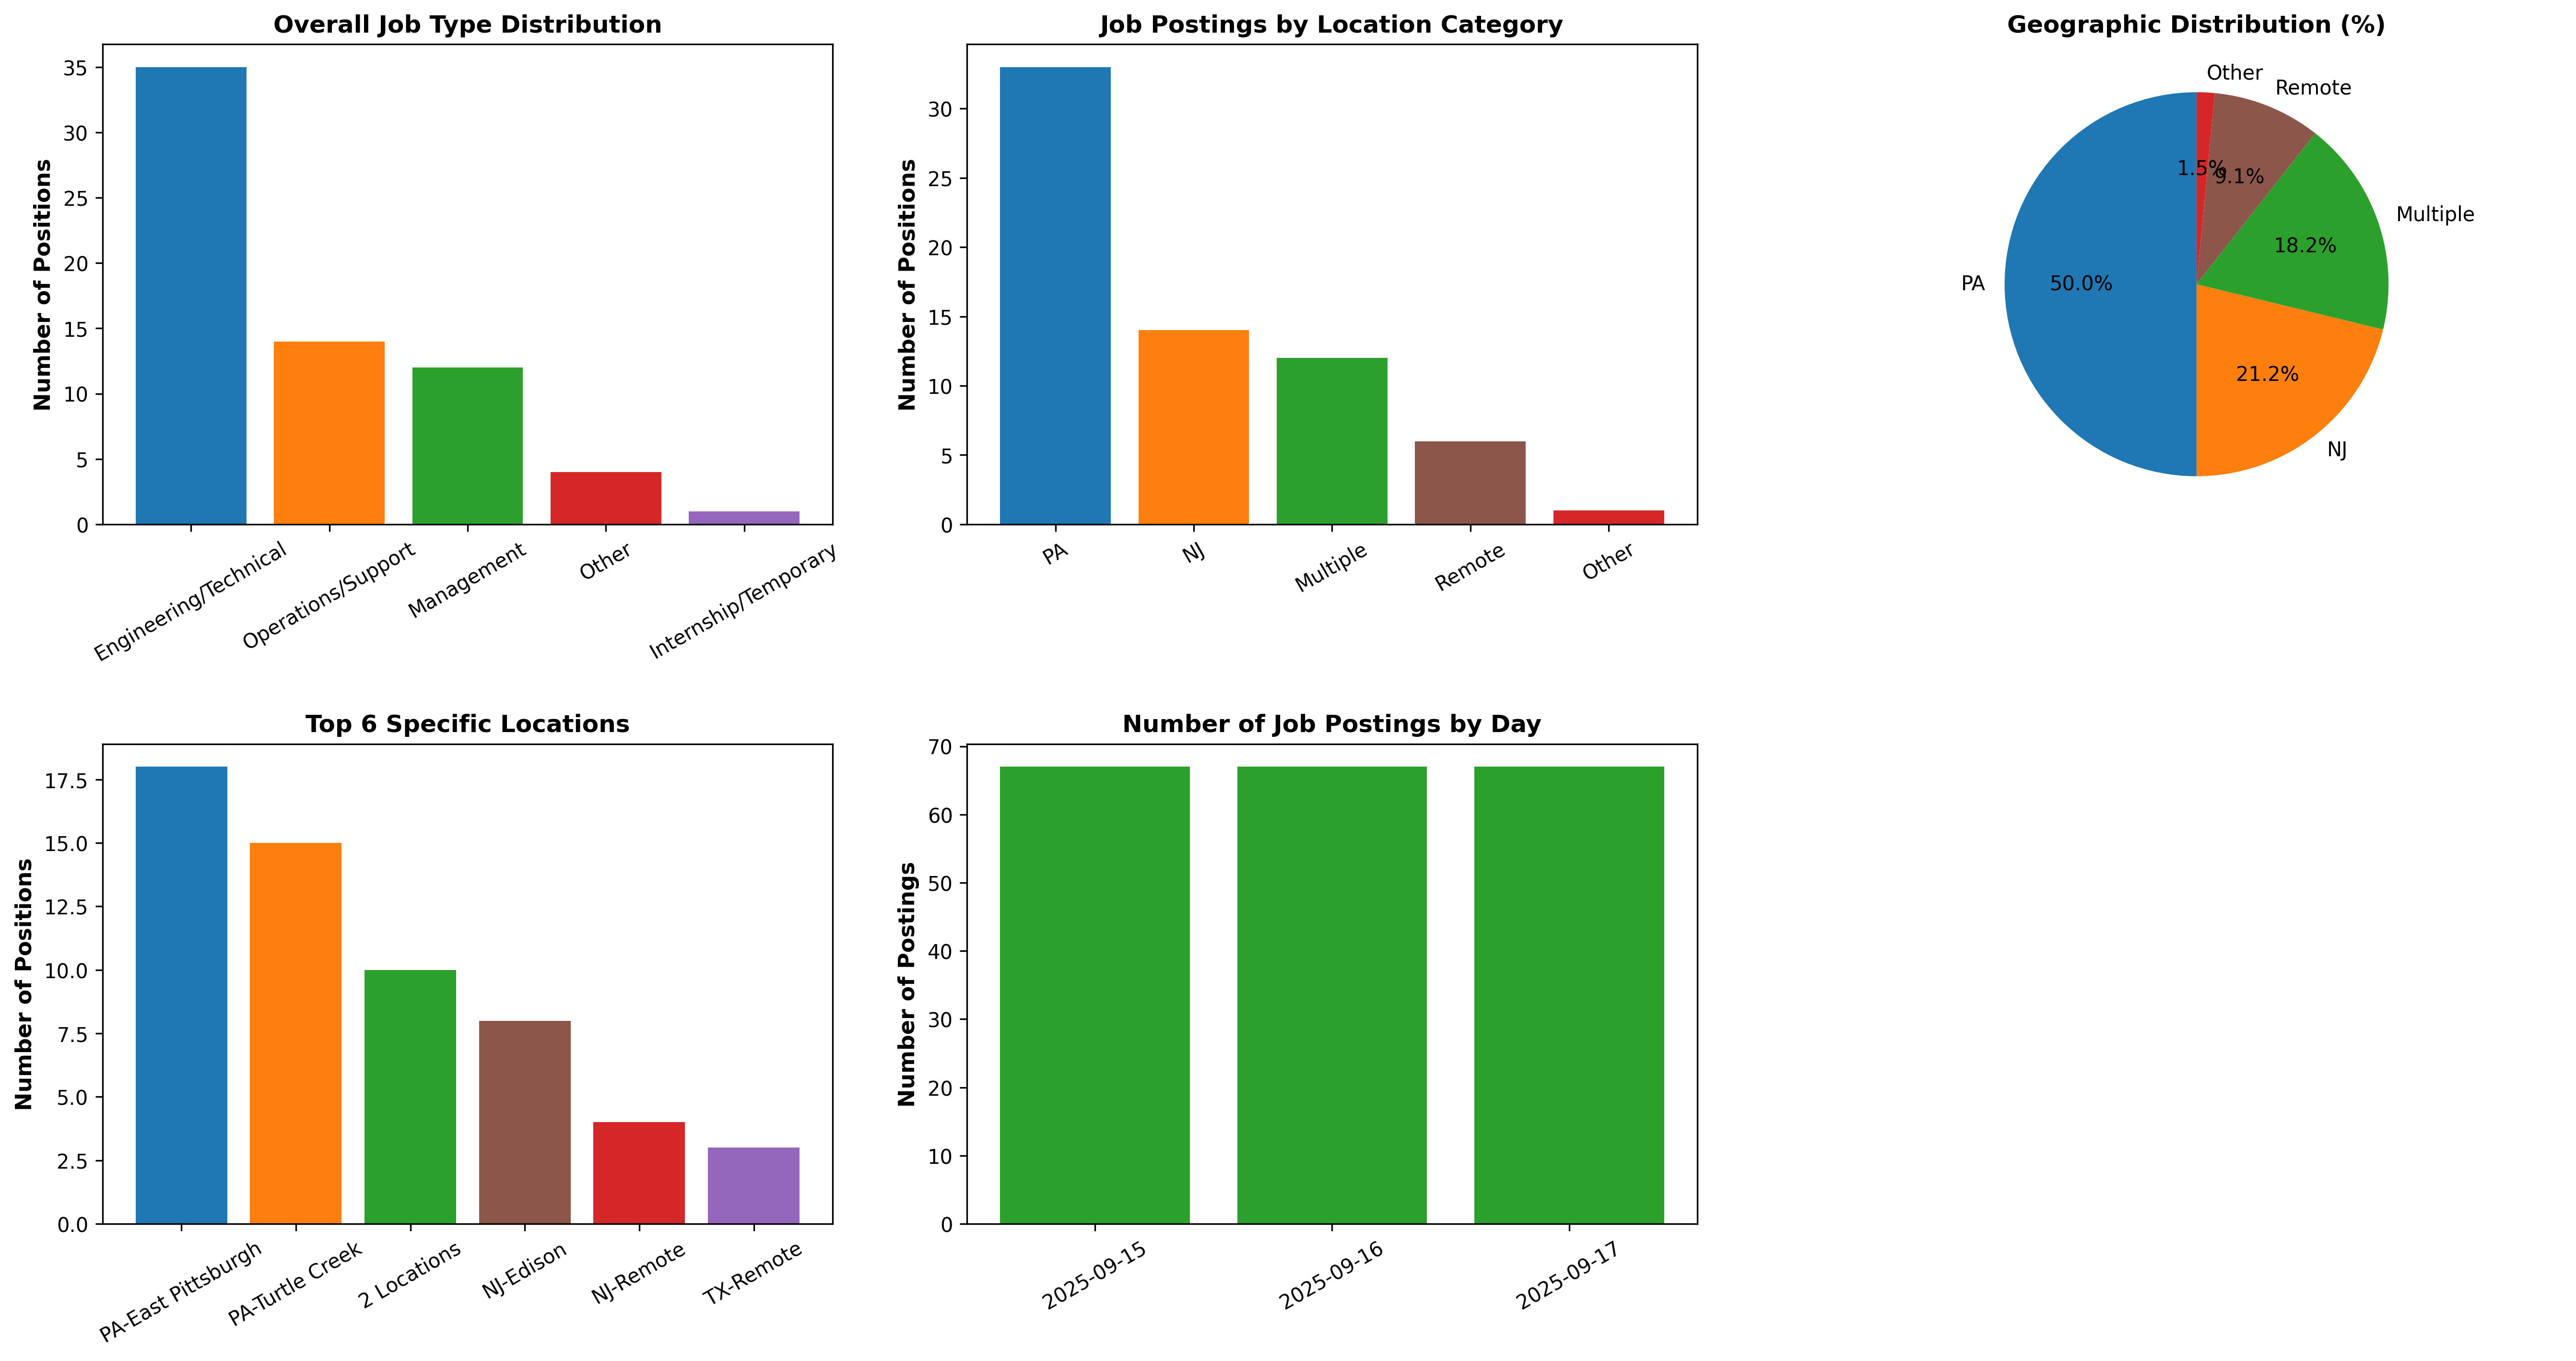 Overall Job Type Distribution
Number of Positions
35
30
25
20
15
10
5
0
Engineering/Technical
Operations/Support
Management
Other
Internship/Temporary
Job Postings by Location Category
Number of Positions
30
25
20
15
10
5
0
PA
NJ
Multiple
Remote
Other
Geographic Distribution (%)
Other
Remote
Multiple
PA
NJ
1.5%
9.1%
18.2%
50.0%
21.2%
Top 6 Specific Locations
Number of Positions
17.5
15.0
12.5
10.0
7.5
5.0
2.5
0.0
PA-East Pittsburgh
PA-Turtle Creek
2 Locations
NJ-Edison
NJ-Remote
TX-Remote
Number of Job Postings by Day
Number of Postings
70
60
50
40
30
20
10
0
2025-09-15
2025-09-16
2025-09-17